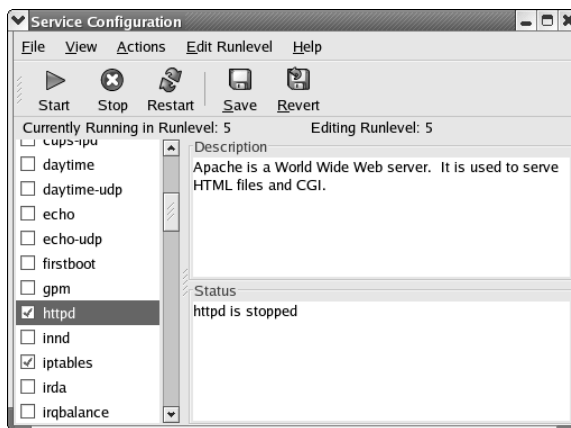 Service Configuration
File View Actions Edit Runlevel Help
Start Stop Restart Save Revert
Currently Running in Runlevel: 5 Editing Runlevel: 5
cups-lpd
daytime
daytime-udp
echo
echo-udp
firstboot
gpm
httpd
innd
iptables
irda
irqbalance
Description
Apache is a World Wide Web server. It is used to serve
HTML files and CGI.
Status
httpd is stopped